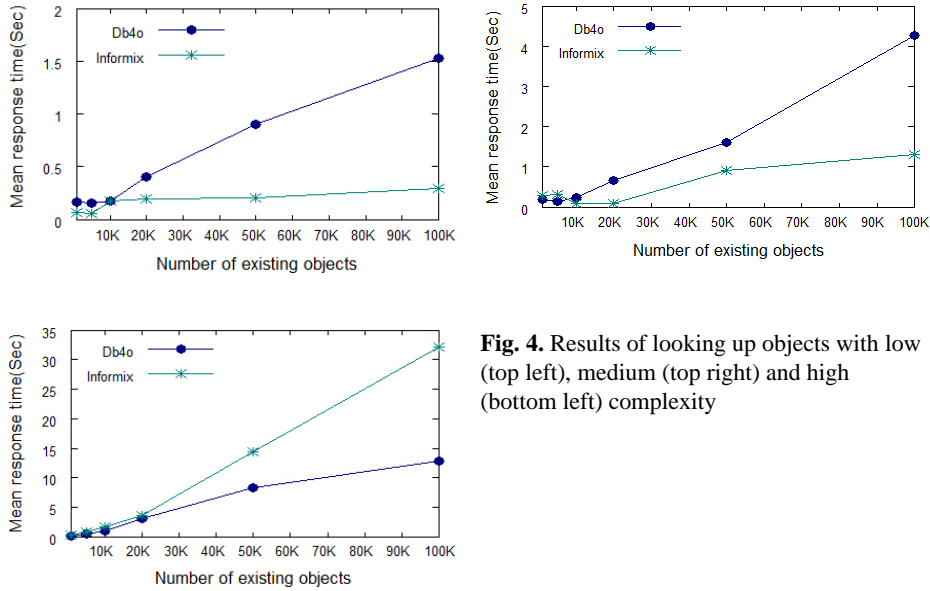 Mean response time(Sec)
2
1.5
1
0.5
0
Db4o
Informix
10K 20K 30K 40K 50K 60K 70K 80K 90K 100K
Number of existing objects
Mean response time(Sec)
5
4
3
2
1
0
Db4o
Informix
10K 20K 30K 40K 50K 60K 70K 80K 90K 100K
Number of existing objects
Mean response time(Sec)
35
30
25
20
15
10
5
0
Db4o
Informix
10K 20K 30K 40K 50K 60K 70K 80K 90K 100K
Number of existing objects
Fig. 4. Results of looking up objects with low
(top left), medium (top right) and high
(bottom left) complexity